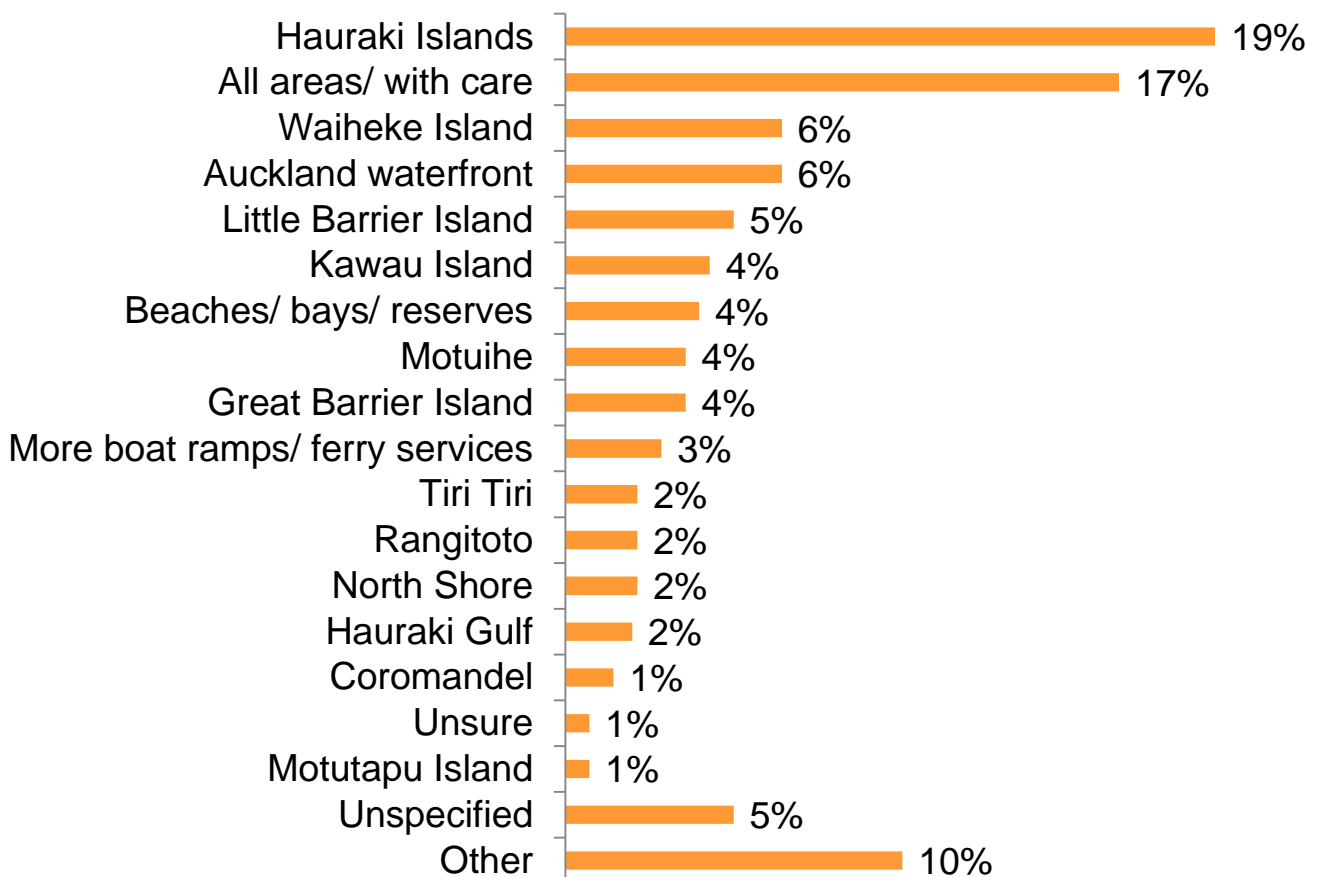 Hauraki Islands 19%
All areas/ with care 17%
Waiheke Island 6%
Auckland waterfront 6%
Little Barrier Island 5%
Kawau Island 4%
Beaches/ bays/ reserves 4%
Motuihe 4%
Great Barrier Island 4%
More boat ramps/ ferry services 3%
Tiri Tiri 2%
Rangitoto 2%
North Shore 2%
Hauraki Gulf 2%
Coromandel 1%
Unsure 1%
Motutapu Island 1%
Unspecified 5%
Other 10%